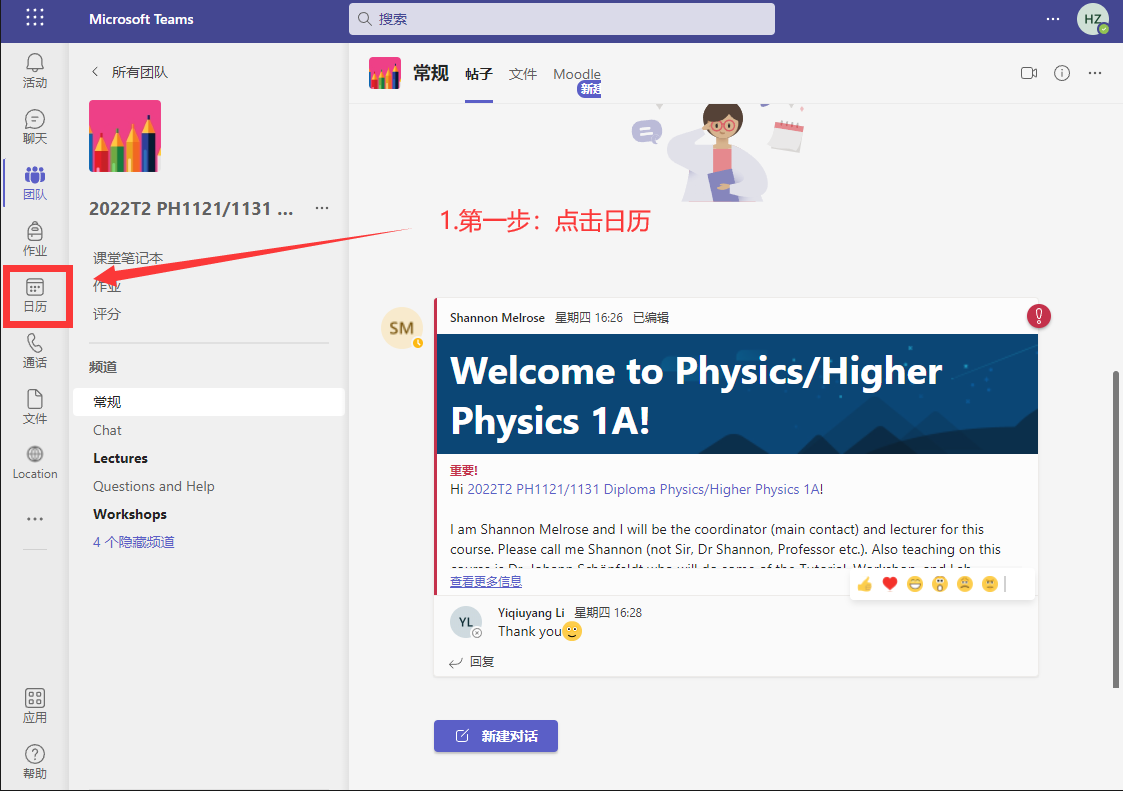 Microsoft Teams
搜索
HZ
活动
聊天
团队
作业
日历
通话
文件
Location
应用
帮助
所有团队
2022T2 PH1121/1131 ...
课堂笔记本
作业
评分
频道
常规
Chat
Lectures
Questions and Help
Workshops
4 个隐藏频道
常规 帖子 文件 Moodle
新建
1.第一步：点击日历
SM
Shannon Melrose 星期四 16:26 已编辑
Welcome to Physics/Higher
Physics 1A!
重要!
Hi 2022T2 PH1121/1131 Diploma Physics/Higher Physics 1A!
I am Shannon Melrose and I will be the coordinator (main contact) and lecturer for this
course. Please call me Shannon (not Sir, Dr Shannon, Professor etc.). Also teaching on this
course is Dr. Johann Schönfeldt who will do some of the Tutorial, Workshop, and Lab
查看更多信息
YL
Yiqiuyang Li 星期四 16:28
Thank you
回复
新建对话